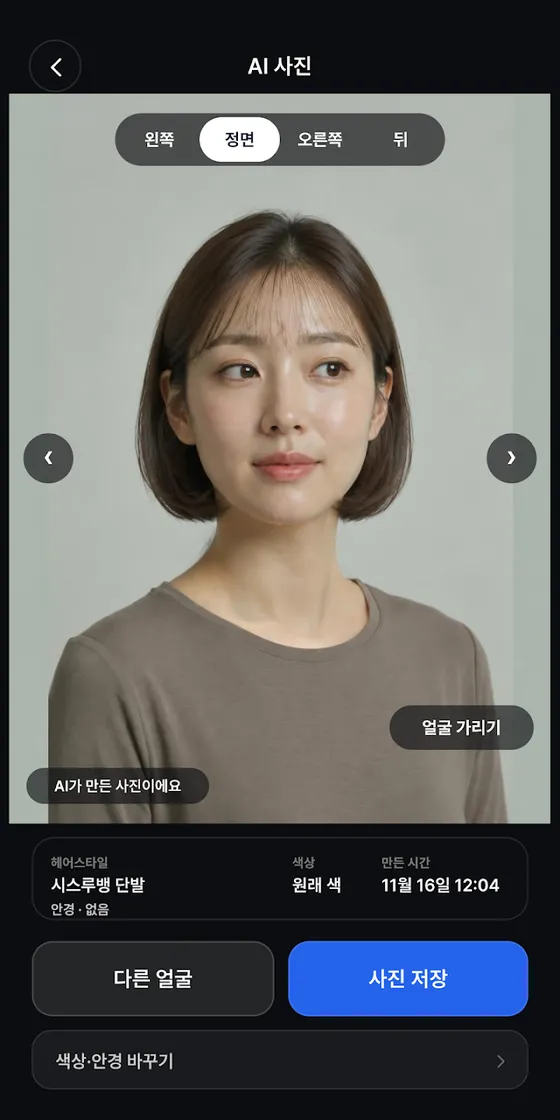 AI 사진
왼쪽 정면 오른쪽 뒤
얼굴 가리기
AI가 만든 사진이에요
헤어스타일 색상 만든 시간
시스루뱅 단발 원래 색 11월 16일 12:04
안경 · 없음
다른 얼굴 사진 저장
색상·안경 바꾸기